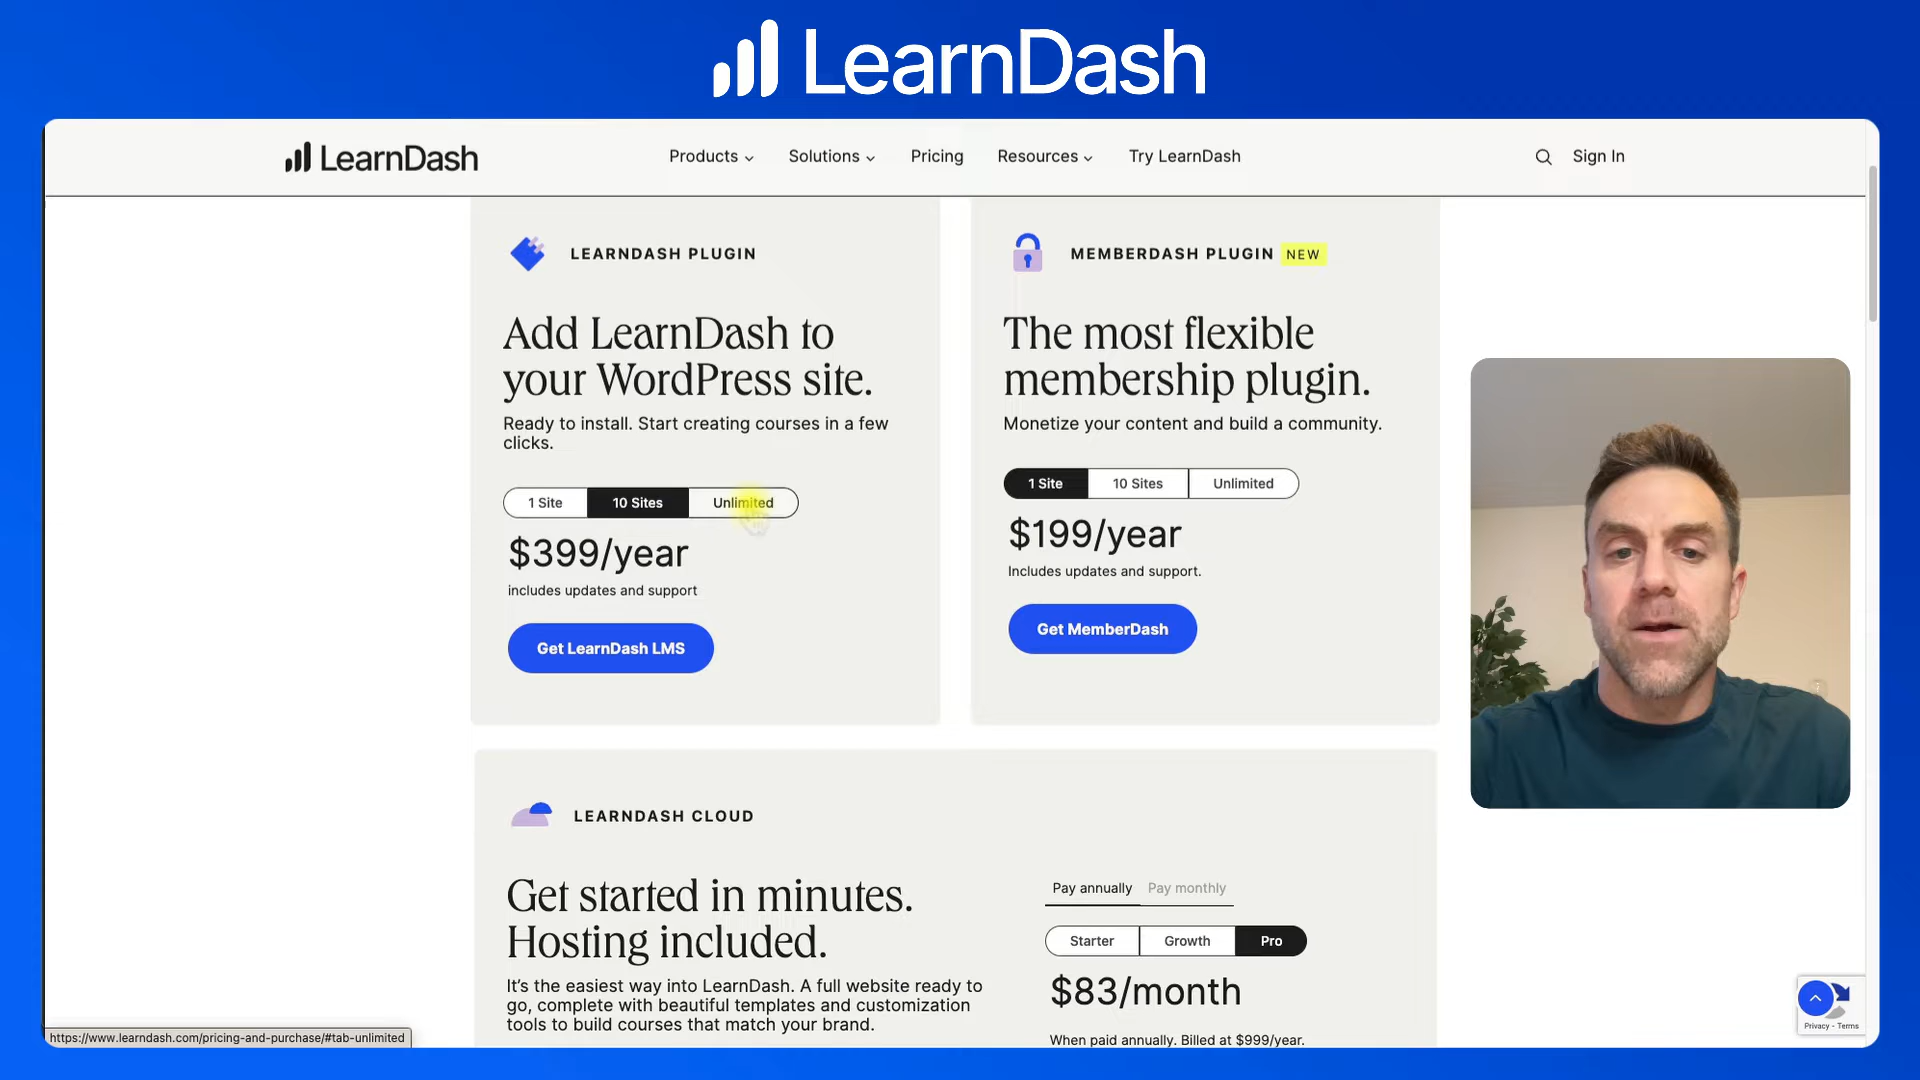 LearnDash
LearnDash
Products
Solutions
Pricing
Resources
Try LearnDash
Sign In
LEARNDASH PLUGIN
Add LearnDash to
your WordPress site.
Ready to install. Start creating courses in a few
clicks.
1 Site
10 Sites
Unlimited
$399/year
includes updates and support
Get LearnDash LMS
MEMBERDASH PLUGIN NEW
The most flexible
membership plugin.
Monetize your content and build a community.
1 Site
10 Sites
Unlimited
$199/year
Includes updates and support.
Get MemberDash
LEARNDASH CLOUD
Get started in minutes.
Hosting included.
It's the easiest way into LearnDash. A full website ready to
go, complete with beautiful templates and customization
tools to build courses that match your brand.
Pay annually
Pay monthly
Starter
Growth
Pro
$83/month
When paid annually. Billed at $999/year.
Privacy - Terms
https://www.learndash.com/pricing-and-purchase/#tab-unlimited